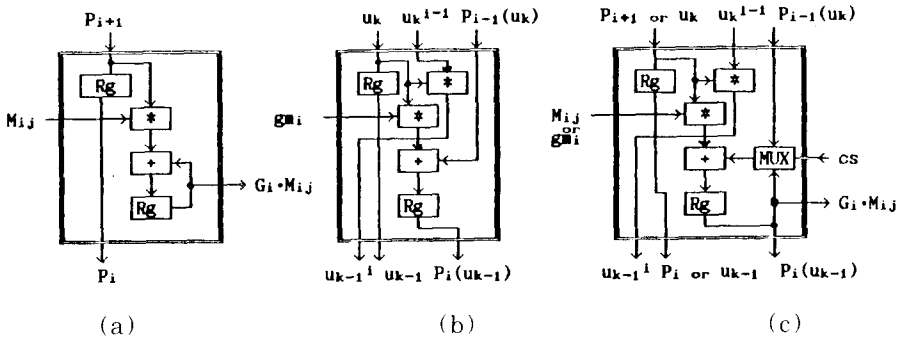 Pi+1 uk uk^i-1 Pi-1(uk) Pi+1 or uk uk^i-1 Pi-1(uk)
Rg Rg * Rg *
Mij * gmi * Mij or gmi *
+ + + MUX cs
Rg Gi·Mij Rg Rg Gi·Mij
Pi uk-1^i uk-1 Pi(uk-1) uk-1^i Pi or uk-1 Pi(uk-1)
(a) (b) (c)